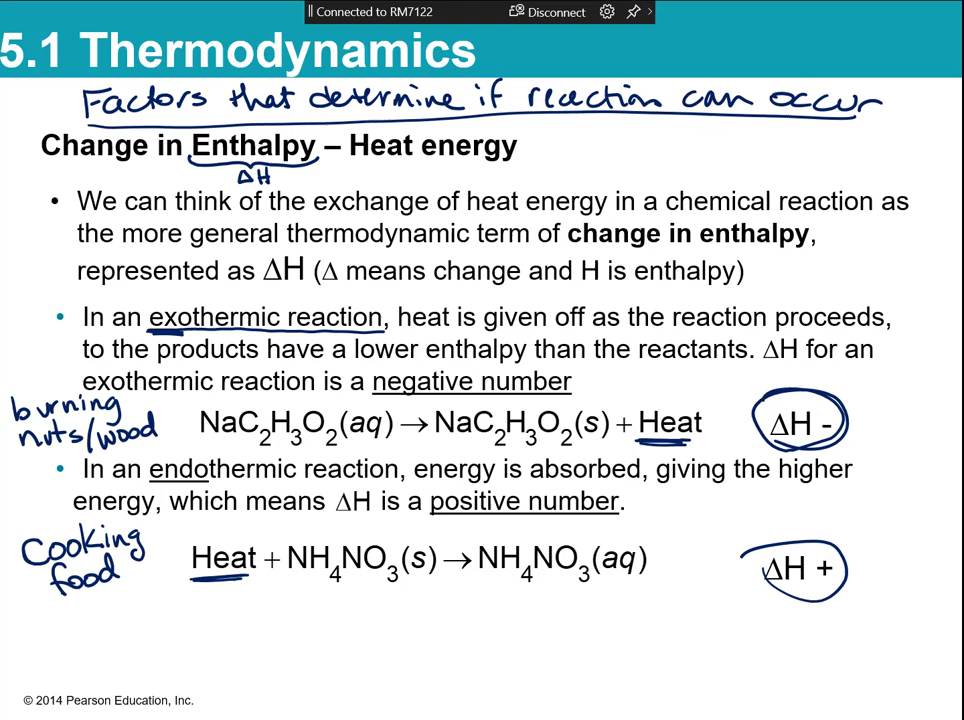 Connected to RM7122 Disconnect
5.1 Thermodynamics
Factors that determine if reaction can occur
Change in Enthalpy – Heat energy
ΔH
• We can think of the exchange of heat energy in a chemical reaction as
the more general thermodynamic term of change in enthalpy,
represented as ΔH (Δ means change and H is enthalpy)
• In an exothermic reaction, heat is given off as the reaction proceeds,
to the products have a lower enthalpy than the reactants. ΔH for an
exothermic reaction is a negative number
burning
nuts/wood
NaC₂H₃O₂(aq) → NaC₂H₃O₂(s) + Heat ΔH -
• In an endothermic reaction, energy is absorbed, giving the higher
energy, which means ΔH is a positive number.
Cooking
food
Heat + NH₄NO₃(s) → NH₄NO₃(aq) ΔH +
© 2014 Pearson Education, Inc.